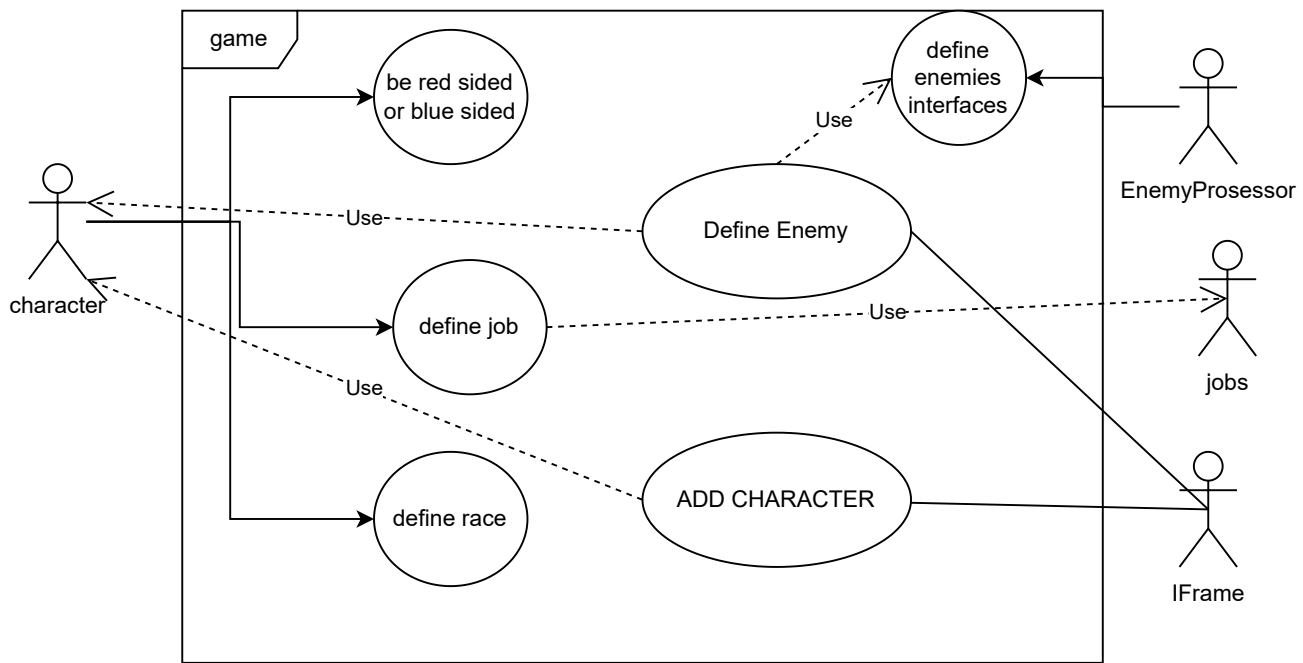 game
be red sided
or blue sided
define
enemies
interfaces
Use
EnemyProsessor
Define Enemy
Use
character
define job
Use
jobs
Use
ADD CHARACTER
define race
IFrame